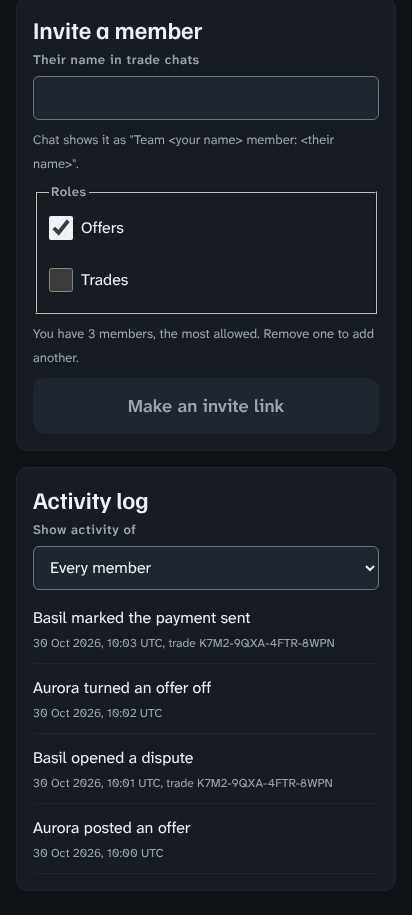 Invite a member
Their name in trade chats
Chat shows it as "Team <your name> member: <their
name>".
Roles
Offers
Trades
You have 3 members, the most allowed. Remove one to add
another.
Make an invite link
Activity log
Show activity of
Every member
Basil marked the payment sent
30 Oct 2026, 10:03 UTC, trade K7M2-9QXA-4FTR-8WPN
Aurora turned an offer off
30 Oct 2026, 10:02 UTC
Basil opened a dispute
30 Oct 2026, 10:01 UTC, trade K7M2-9QXA-4FTR-8WPN
Aurora posted an offer
30 Oct 2026, 10:00 UTC